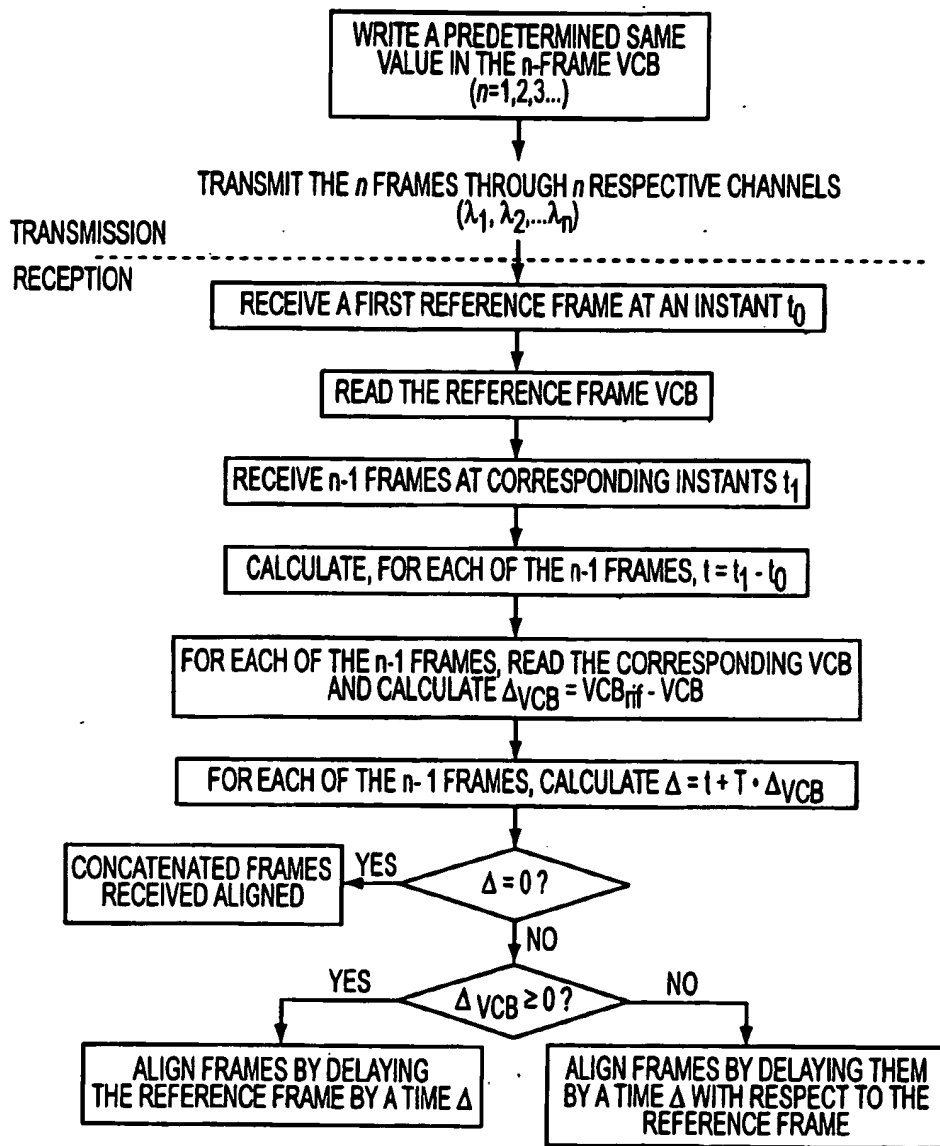 WRITE A PREDETERMINED SAME
VALUE IN THE n-FRAME VCB
(n=1,2,3...)
TRANSMIT THE n FRAMES THROUGH n RESPECTIVE CHANNELS
(λ1, λ2,...λn)
TRANSMISSION
RECEPTION
RECEIVE A FIRST REFERENCE FRAME AT AN INSTANT t0
READ THE REFERENCE FRAME VCB
RECEIVE n-1 FRAMES AT CORRESPONDING INSTANTS t1
CALCULATE, FOR EACH OF THE n-1 FRAMES, t = t1 - t0
FOR EACH OF THE n-1 FRAMES, READ THE CORRESPONDING VCB
AND CALCULATE ΔVCB = VCBrif - VCB
FOR EACH OF THE n- 1 FRAMES, CALCULATE Δ = t + T · ΔVCB
CONCATENATED FRAMES
RECEIVED ALIGNED
YES
Δ = 0 ?
NO
YES
ΔVCB ≥ 0 ?
NO
ALIGN FRAMES BY DELAYING
THE REFERENCE FRAME BY A TIME Δ
ALIGN FRAMES BY DELAYING THEM
BY A TIME Δ WITH RESPECT TO THE
REFERENCE FRAME